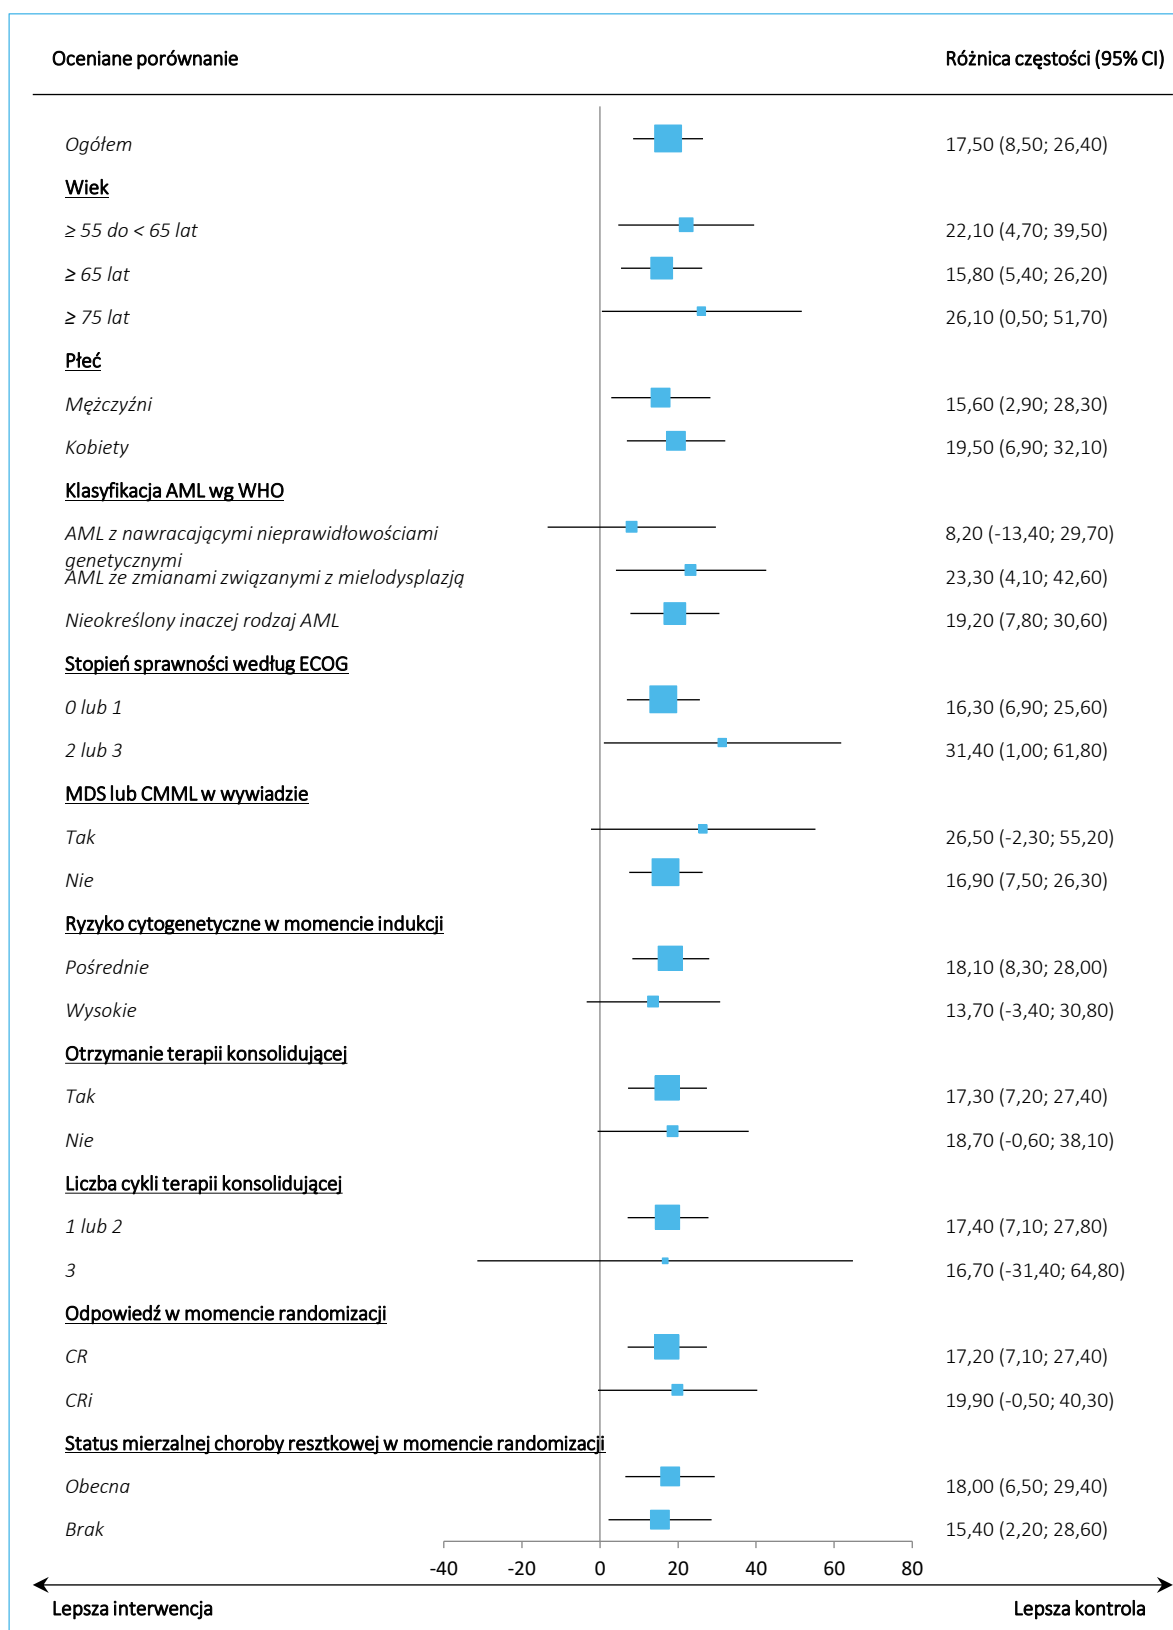 Oceniane porównanie Różnica częstości (95% CI)
Ogółem 17,50 (8,50; 26,40)
Wiek
≥ 55 do < 65 lat 22,10 (4,70; 39,50)
≥ 65 lat 15,80 (5,40; 26,20)
≥ 75 lat 26,10 (0,50; 51,70)
Płeć
Mężczyźni 15,60 (2,90; 28,30)
Kobiety 19,50 (6,90; 32,10)
Klasyfikacja AML wg WHO
AML z nawracającymi nieprawidłowościami 8,20 (-13,40; 29,70)
genetycznymi
AML ze zmianami związanymi z mielodysplazją 23,30 (4,10; 42,60)
Nieokreślony inaczej rodzaj AML 19,20 (7,80; 30,60)
Stopień sprawności według ECOG
0 lub 1 16,30 (6,90; 25,60)
2 lub 3 31,40 (1,00; 61,80)
MDS lub CMML w wywiadzie
Tak 26,50 (-2,30; 55,20)
Nie 16,90 (7,50; 26,30)
Ryzyko cytogenetyczne w momencie indukcji
Pośrednie 18,10 (8,30; 28,00)
Wysokie 13,70 (-3,40; 30,80)
Otrzymanie terapii konsolidującej
Tak 17,30 (7,20; 27,40)
Nie 18,70 (-0,60; 38,10)
Liczba cykli terapii konsolidującej
1 lub 2 17,40 (7,10; 27,80)
3 16,70 (-31,40; 64,80)
Odpowiedź w momencie randomizacji
CR 17,20 (7,10; 27,40)
CRi 19,90 (-0,50; 40,30)
Status mierzalnej choroby resztkowej w momencie randomizacji
Obecna 18,00 (6,50; 29,40)
Brak 15,40 (2,20; 28,60)
-40 -20 0 20 40 60 80
Lepsza interwencja Lepsza kontrola